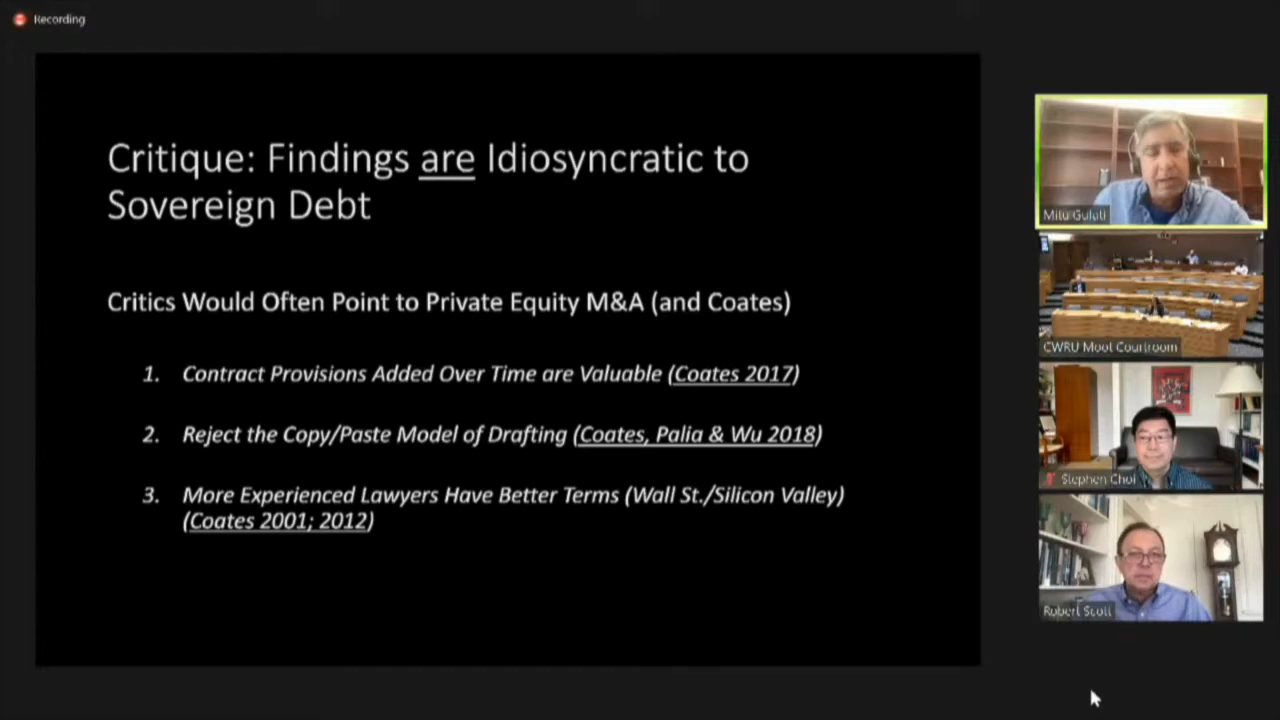 Recording
Critique: Findings are Idiosyncratic to
Sovereign Debt
Critics Would Often Point to Private Equity M&A (and Coates)
1. Contract Provisions Added Over Time are Valuable (Coates 2017)
2. Reject the Copy/Paste Model of Drafting (Coates, Palia & Wu 2018)
3. More Experienced Lawyers Have Better Terms (Wall St./Silicon Valley)
(Coates 2001; 2012)
Mitu Gulati
CWRU Moot Courtroom
Stephen Choi
Robert Scott